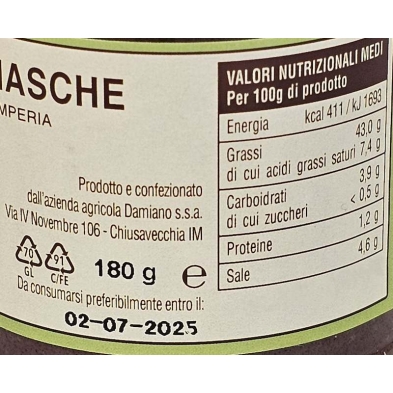 IASCHE
IMPERIA
Prodotto e confezionato
dall'azienda agricola Damiano s.s.a.
Via IV Novembre 106 - Chiusavecchia IM
70 91
GL C/FE
180 g e
Da consumarsi preferibilmente entro il:
02-07-2025
VALORI NUTRIZIONALI MEDI
Per 100g di prodotto
Energia kcal 411 / kJ 1693
Grassi 43,0 g
di cui acidi grassi saturi 7,4 g
Carboidrati 3,9 g
di cui zuccheri < 0,5 g
Proteine 1,2 g
Sale 4,6 g